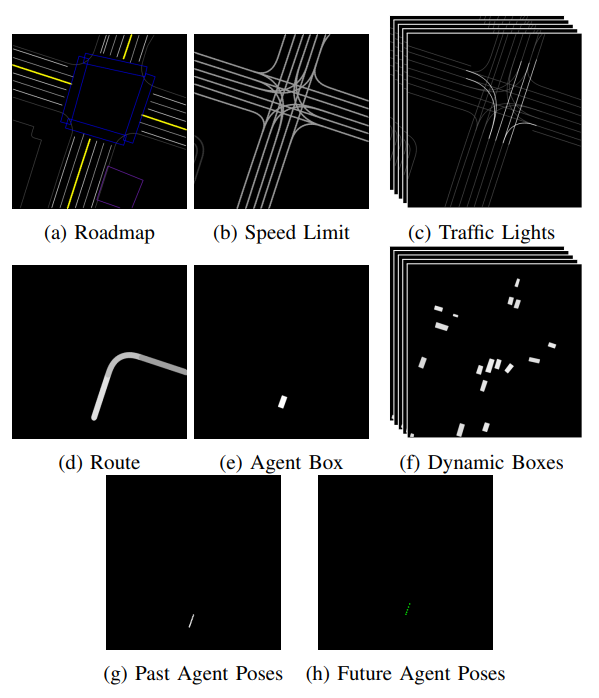 (a) Roadmap
(b) Speed Limit
(c) Traffic Lights
(d) Route
(e) Agent Box
(f) Dynamic Boxes
(g) Past Agent Poses
(h) Future Agent Poses